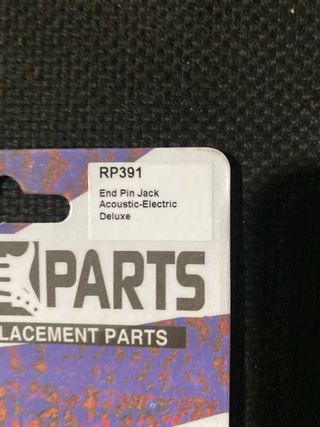 RP391
End Pin Jack
Acoustic-Electric
Deluxe
PARTS
LACEMENT PARTS